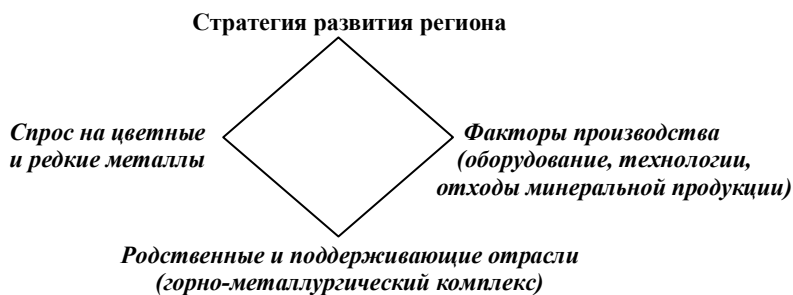 Стратегия развития региона
Спрос на цветные
и редкие металлы
Факторы производства
(оборудование, технологии,
отходы минеральной продукции)
Родственные и поддерживающие отрасли
(горно-металлургический комплекс)